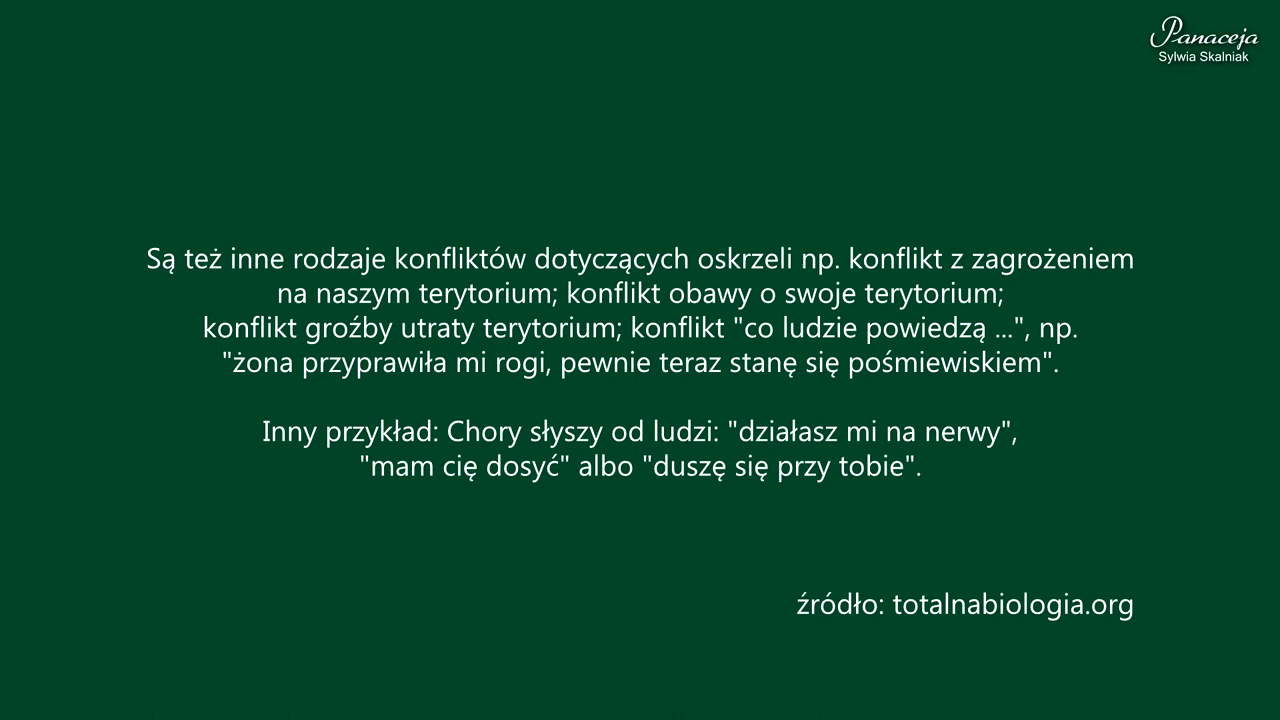 Panaceja
Sylwia Skalniak
Są też inne rodzaje konfliktów dotyczących oskrzeli np. konflikt z zagrożeniem
na naszym terytorium; konflikt obawy o swoje terytorium;
konflikt groźby utraty terytorium; konflikt "co ludzie powiedzą ...", np.
"żona przyprawiła mi rogi, pewnie teraz stanę się pośmiewiskiem".
Inny przykład: Chory słyszy od ludzi: "działasz mi na nerwy",
"mam cię dosyć" albo "duszę się przy tobie".
źródło: totalnabiologia.org